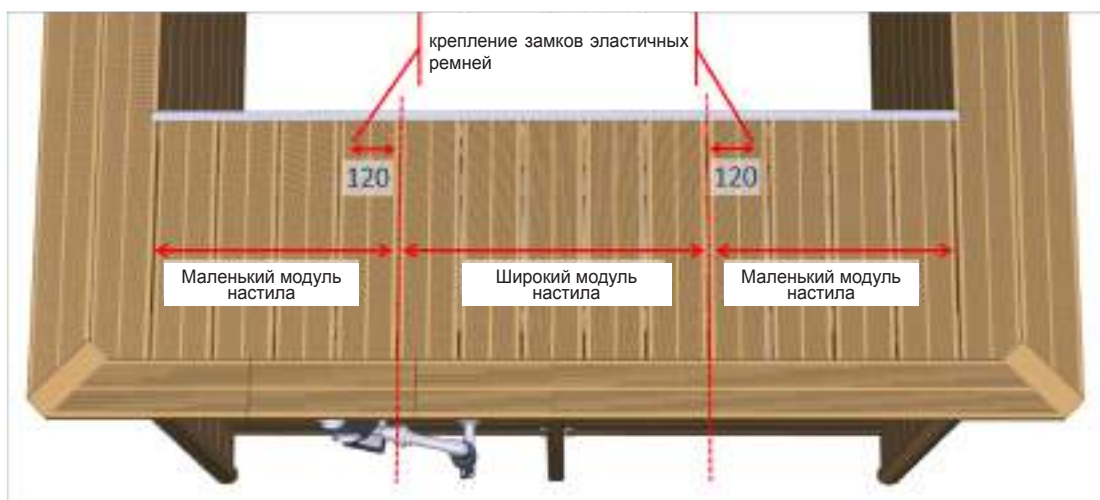 крепление замков эластичных
ремней
120
120
Маленький модуль
настила
Широкий модуль
настила
Маленький модуль
настила